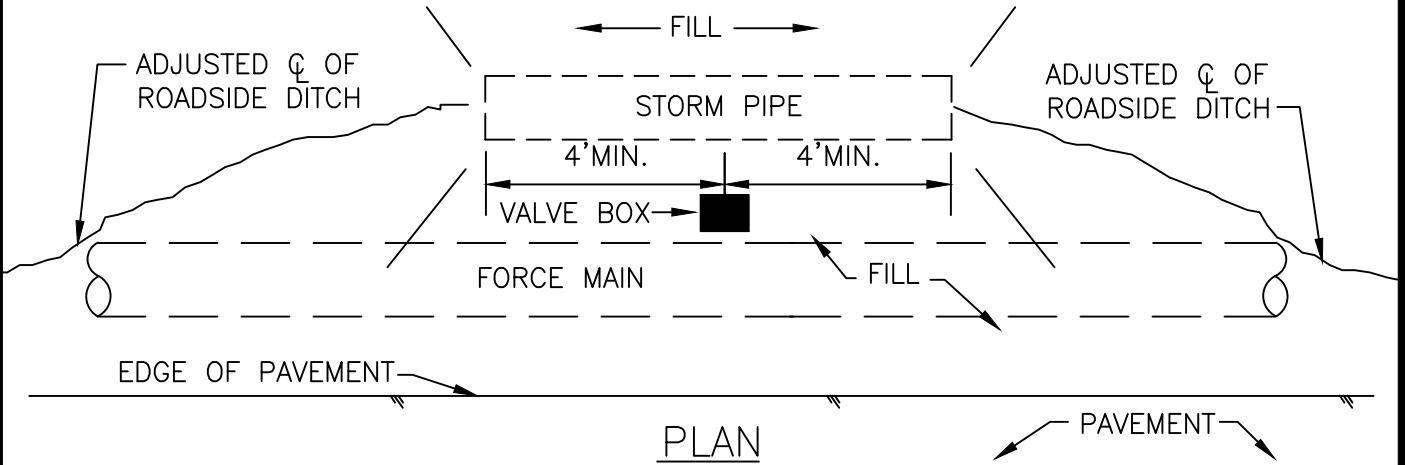 FILL
ADJUSTED ℄ OF
ROADSIDE DITCH
ADJUSTED ℄ OF
ROADSIDE DITCH
STORM PIPE
4'MIN.
4'MIN.
VALVE BOX
FORCE MAIN
FILL
EDGE OF PAVEMENT
PAVEMENT
PLAN